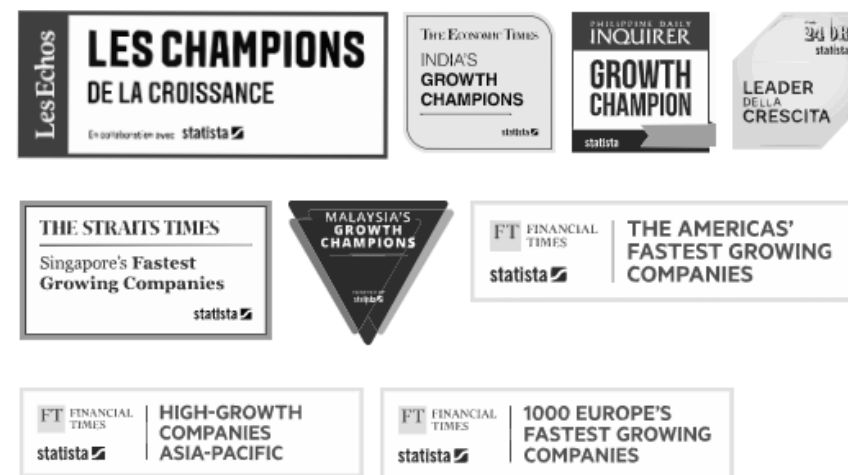 Les Echos
LES CHAMPIONS
DE LA CROISSANCE
En collaboration avec statista
THE ECONOMIC TIMES
INDIA'S
GROWTH
CHAMPIONS
statista
PHILIPPINE DAILY
INQUIRER
GROWTH
CHAMPION
statista
statista
LEADER
DELLA
CRESCITA
THE STRAITS TIMES
Singapore's Fastest
Growing Companies
statista
MALAYSIA'S
GROWTH
CHAMPIONS
statista
FT FINANCIAL
TIMES
statista
THE AMERICAS'
FASTEST GROWING
COMPANIES
FT FINANCIAL
TIMES
statista
HIGH-GROWTH
COMPANIES
ASIA-PACIFIC
FT FINANCIAL
TIMES
statista
1000 EUROPE'S
FASTEST GROWING
COMPANIES